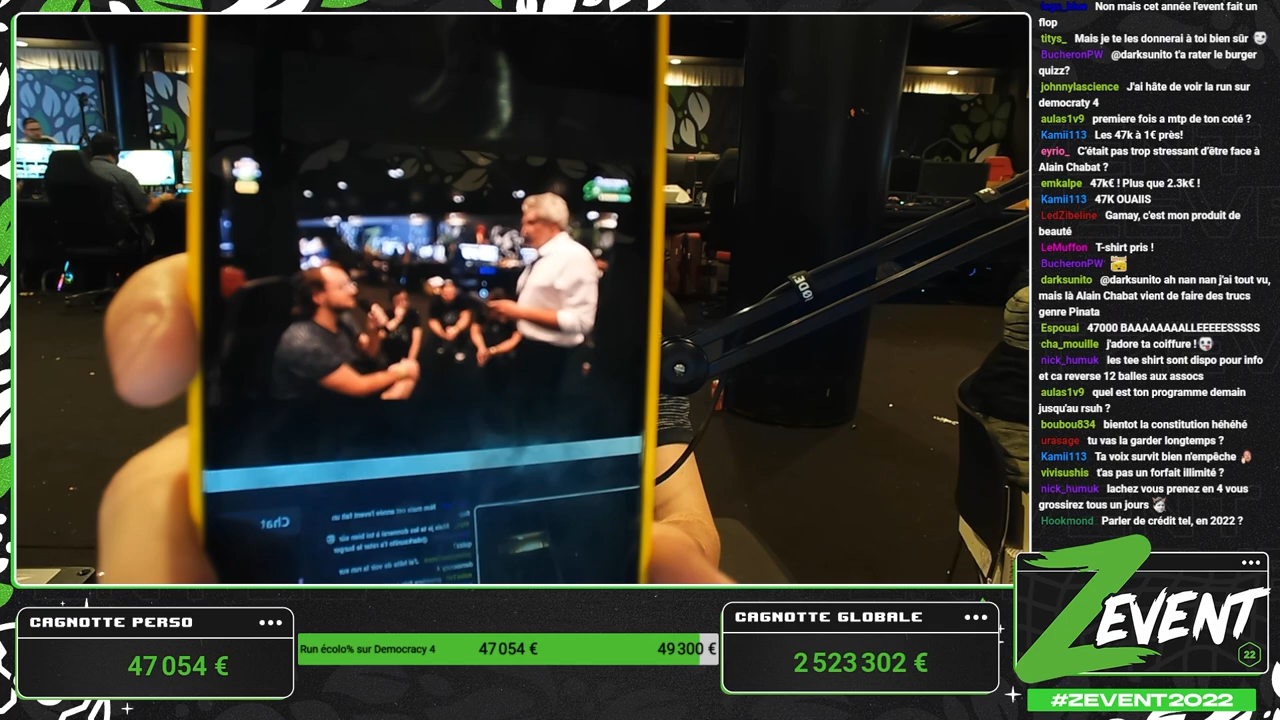 Non mais cet année l'event fait un
flop
titys_ Mais je te les donnerai à toi bien sûr
BucheronPW @darksunito t'a rater le burger
quizz?
johnnylascience J'ai hâte de voir la run sur
democraty 4
aulas1v9 premiere fois a mtp de ton coté ?
Kamii113 Les 47k à 1€ près!
eyrio_ C'était pas trop stressant d'être face à
Alain Chabat ?
emkalpe 47k€ ! Plus que 2.3k€ !
Kamii113 47K OUAIIS
LedZibeline Gamay, c'est mon produit de
beauté
LeMuffon T-shirt pris !
BucheronPW
darksunito @darksunito ah nan nan j'ai tout vu,
mais là Alain Chabat vient de faire des trucs
genre Pinata
Espouai 47000 BAAAAAAAALLEEEEESSSSS
cha_mouille j'adore ta coiffure !
nick_humuk les tee shirt sont dispo pour info
et ca reverse 12 balles aux assocs
aulas1v9 quel est ton programme demain
jusqu'au rsuh ?
boubou834 bientot la constitution héhéhé
urasage tu vas la garder longtemps ?
Kamii113 Ta voix survit bien n'empêche
vivisushis t'as pas un forfait illimité ?
nick_humuk lachez vous prenez en 4 vous
grossirez tous un jours
Hookmond_ Parler de crédit tel, en 2022 ?
RØDE
Chat
CAGNOTTE PERSO
47 054 €
Run écolo% sur Democracy 4 47 054 € 49 300 €
CAGNOTTE GLOBALE
2 523 302 €
ZEVENT
22
#ZEVENT2022